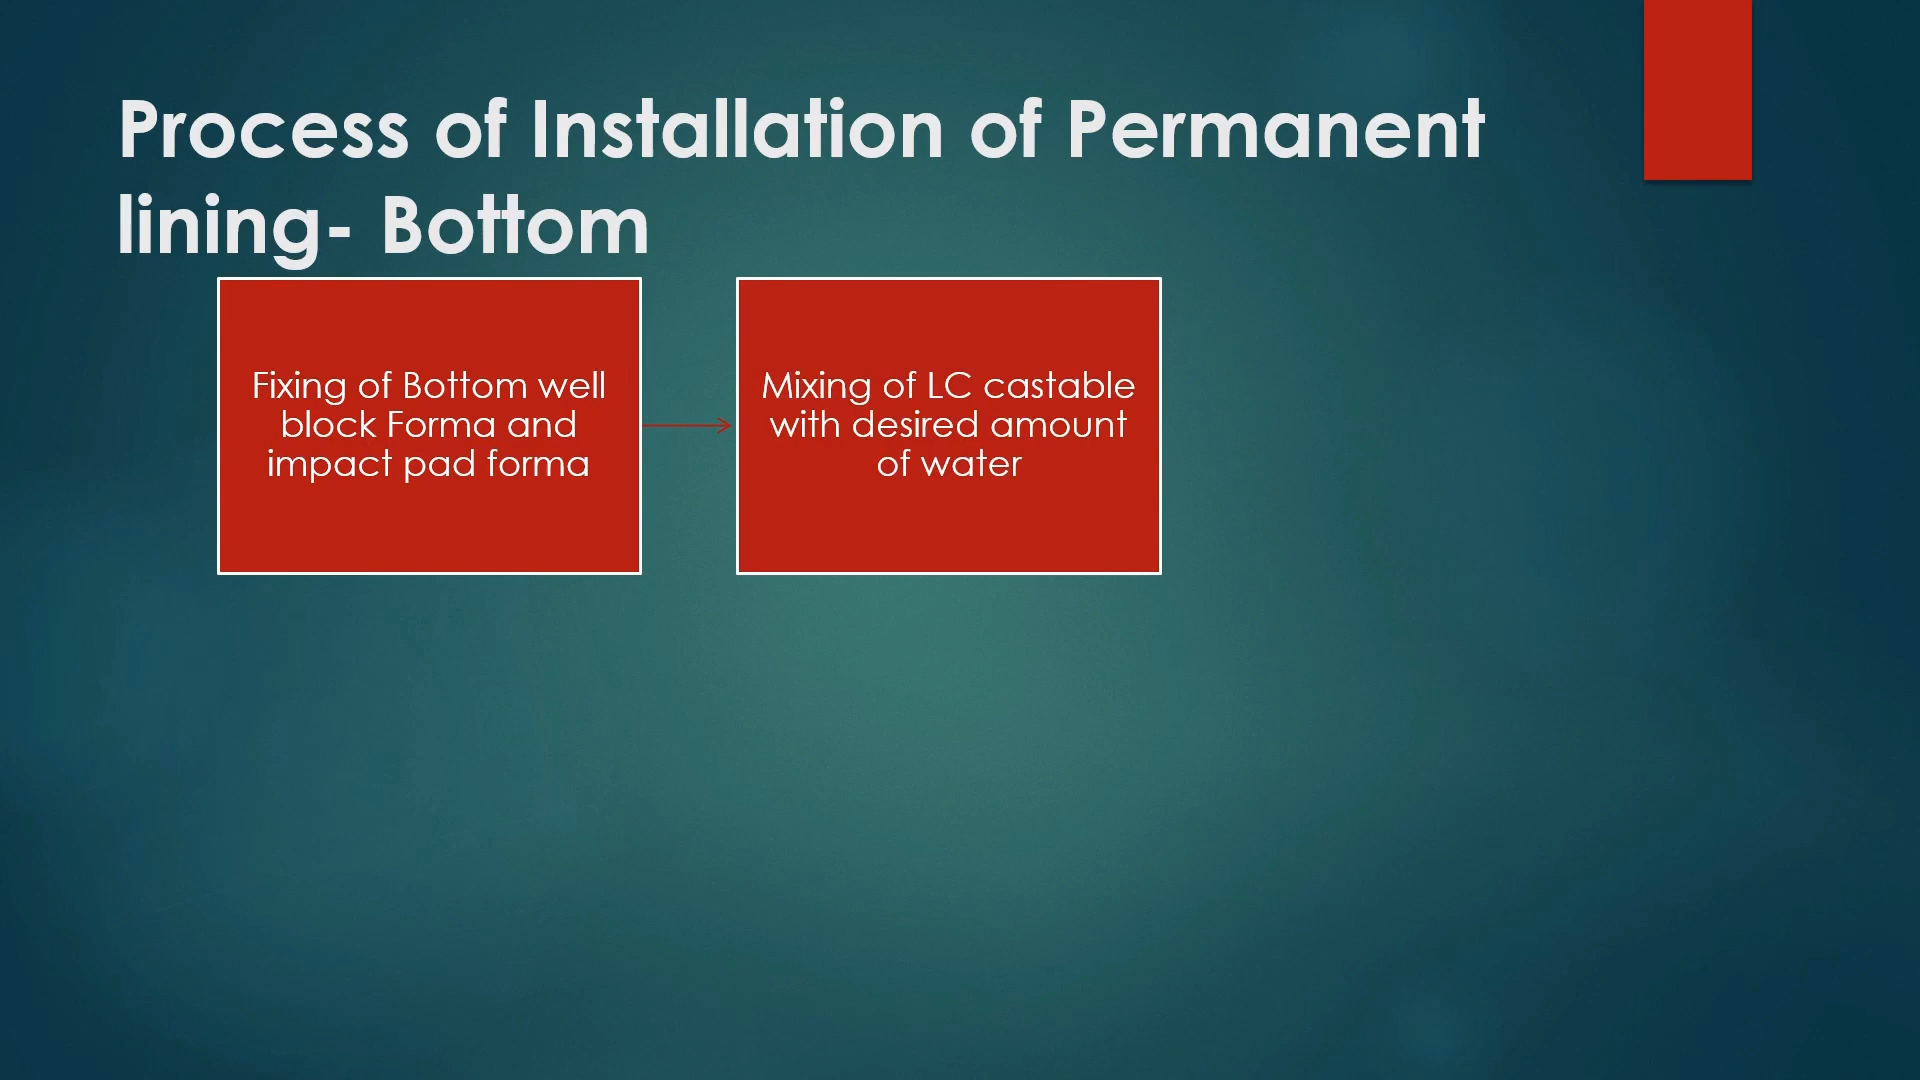 Process of Installation of Permanent
lining- Bottom
Fixing of Bottom well
block Forma and
impact pad forma
Mixing of LC castable
with desired amount
of water